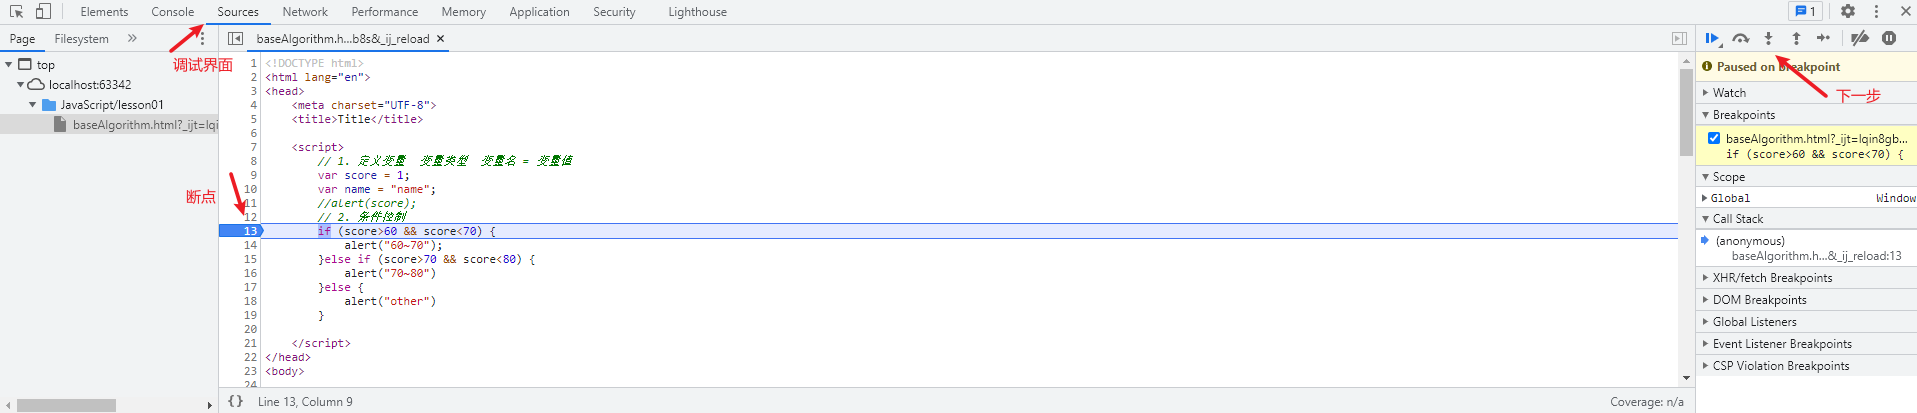 Elements Console Sources Network Performance Memory Application Security Lighthouse 1
Page Filesystem
baseAlgorithm.h...b8s&_ij_reload
调试界面
top
localhost:63342
JavaScript/lesson01
baseAlgorithm.html?_ijt=lqin
断点
1 <!DOCTYPE html>
2 <html lang="en">
3 <head>
4 <meta charset="UTF-8">
5 <title>Title</title>
6
7 <script>
8 // 1. 定义变量 变量类型 变量名 = 变量值
9 var score = 1;
10 var name = "name";
11 //alert(score);
12 // 2. 条件控制
13 if (score>60 && score<70) {
14 alert("60~70");
15 }else if (score>70 && score<80) {
16 alert("70~80")
17 }else {
18 alert("other")
19 }
20
21 </script>
22 </head>
23 <body>
24
{} Line 13, Column 9
Coverage: n/a
Paused on breakpoint
下一步
Watch
Breakpoints
baseAlgorithm.html?_ijt=lqin8gb...
if (score>60 && score<70) {
Scope
Global Window
Call Stack
(anonymous)
baseAlgorithm.h...&_ij_reload:13
XHR/fetch Breakpoints
DOM Breakpoints
Global Listeners
Event Listener Breakpoints
CSP Violation Breakpoints